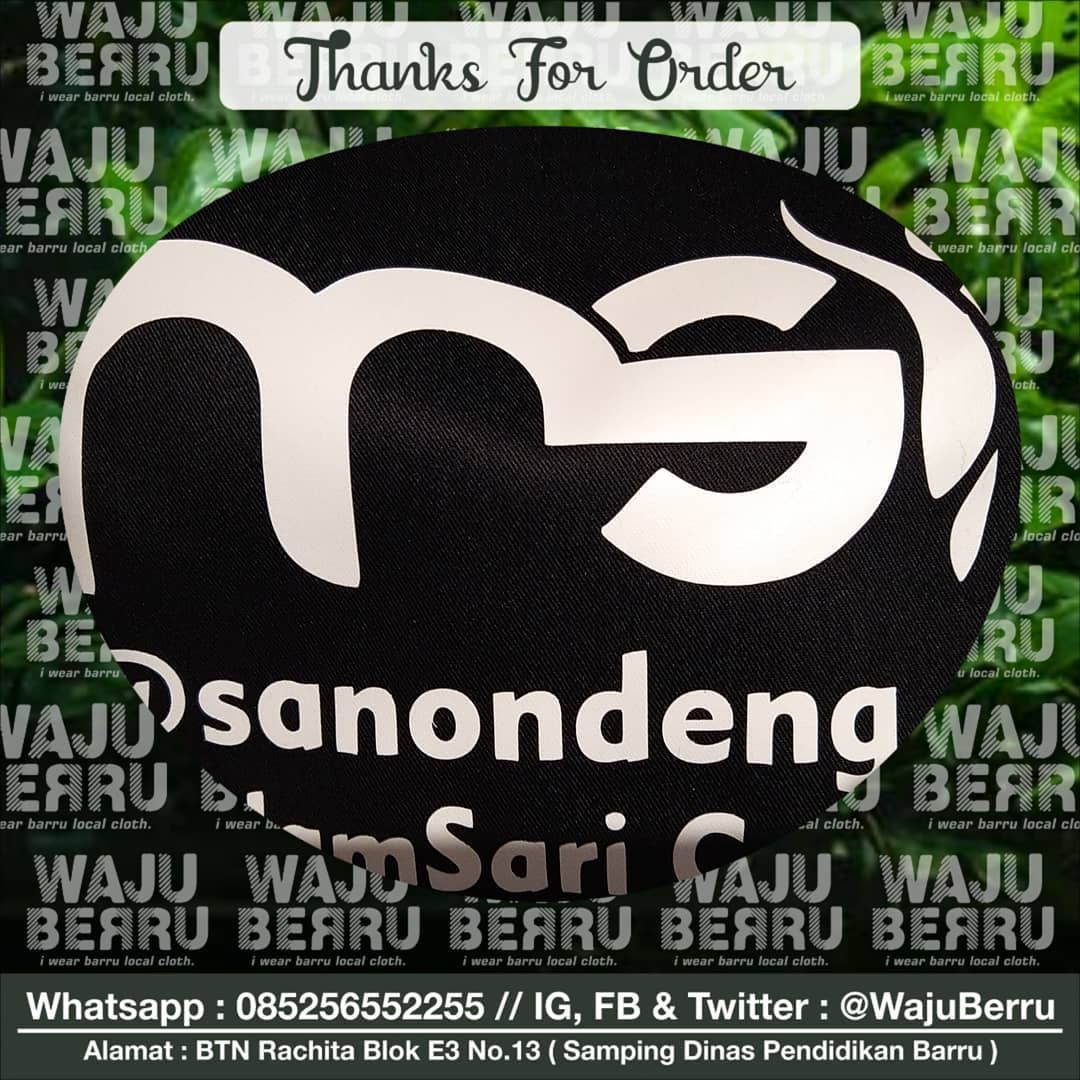 Thanks For Order
WAJU BERRU
i wear barru local cloth.
@sanondeng
Sari
Whatsapp : 085256552255 // IG, FB & Twitter : @WajuBerru
Alamat : BTN Rachita Blok E3 No.13 ( Samping Dinas Pendidikan Barru )